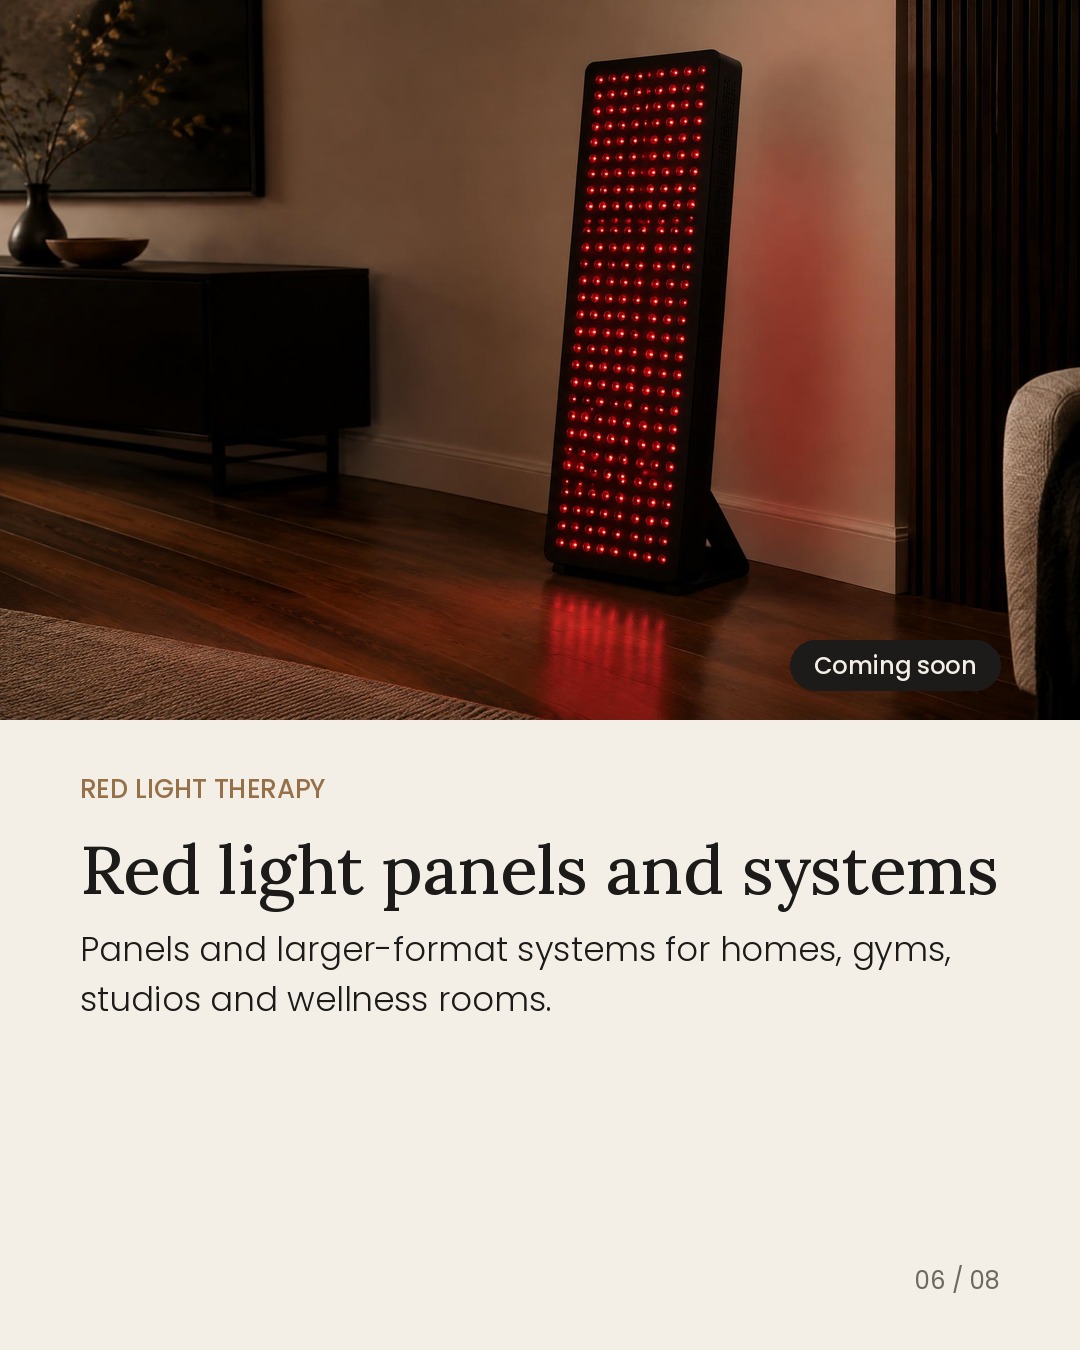 Coming soon
RED LIGHT THERAPY
Red light panels and systems
Panels and larger-format systems for homes, gyms,
studios and wellness rooms.
06 / 08